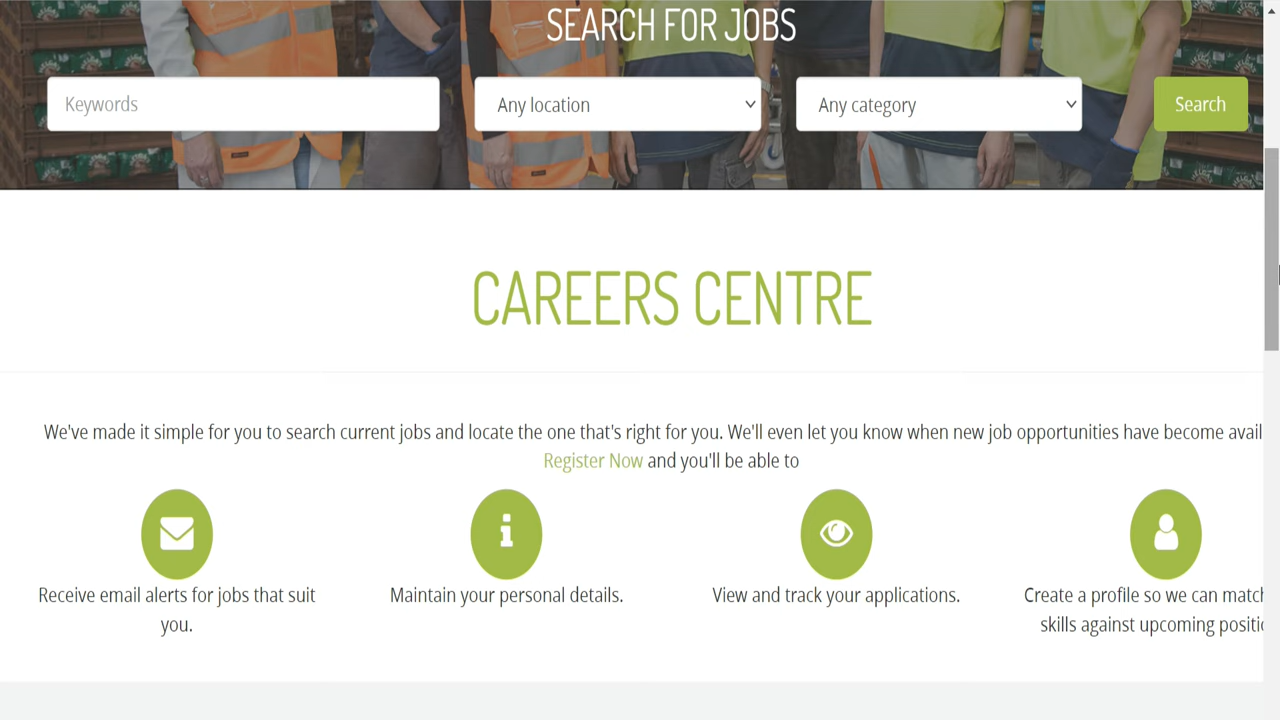 SEARCH FOR JOBS
Keywords
Any location
Any category
Search
CAREERS CENTRE
We've made it simple for you to search current jobs and locate the one that's right for you. We'll even let you know when new job opportunities have become avail
Register Now and you'll be able to
Receive email alerts for jobs that suit
you.
Maintain your personal details.
View and track your applications.
Create a profile so we can match
skills against upcoming positio